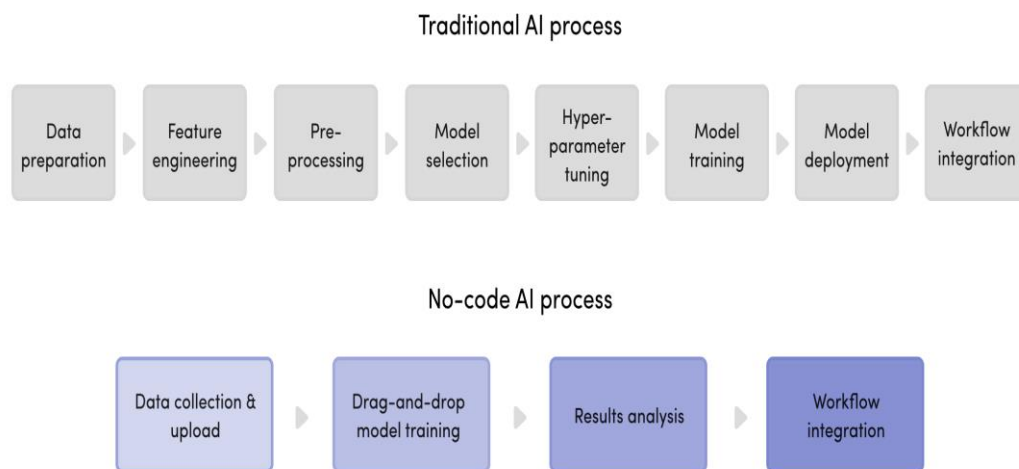 Traditional AI process
Data
preparation
Feature
engineering
Pre-
processing
Model
selection
Hyper-
parameter
tuning
Model
training
Model
deployment
Workflow
integration
No-code AI process
Data collection &
upload
Drag-and-drop
model training
Results analysis
Workflow
integration